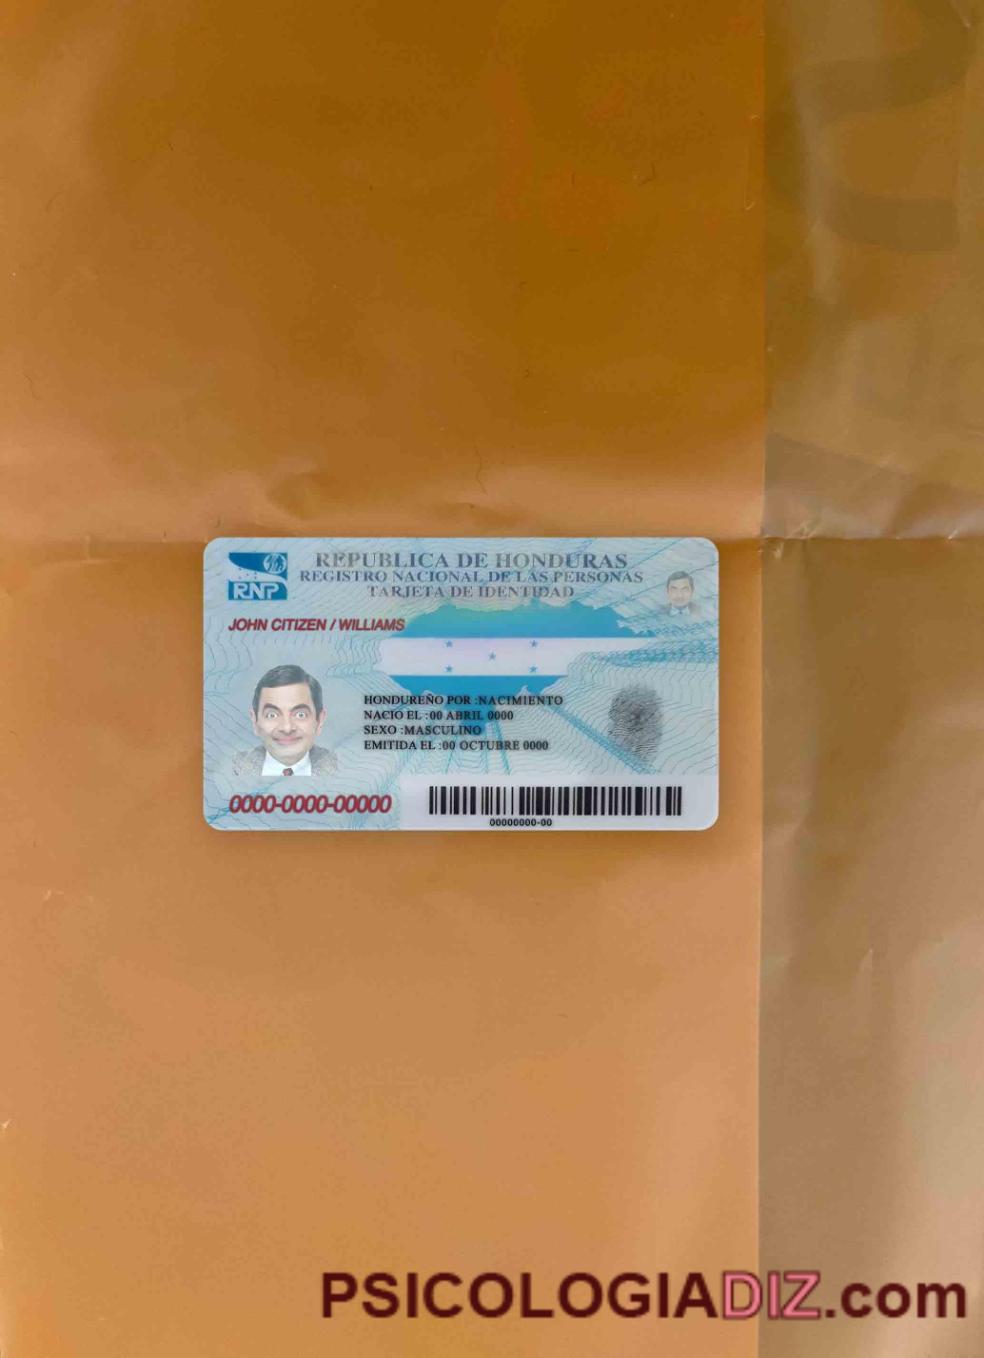 REPUBLICA DE HONDURAS
REGISTRO NACIONAL DE LAS PERSONAS
TARJETA DE IDENTIDAD
RNP
JOHN CITIZEN / WILLIAMS
HONDUREÑO POR :NACIMIENTO
NACIO EL :00 ABRIL 0000
SEXO :MASCULINO
EMITIDA EL :00 OCTUBRE 0000
0000-0000-00000
00000000-00
PSICOLOGIADIZ.com